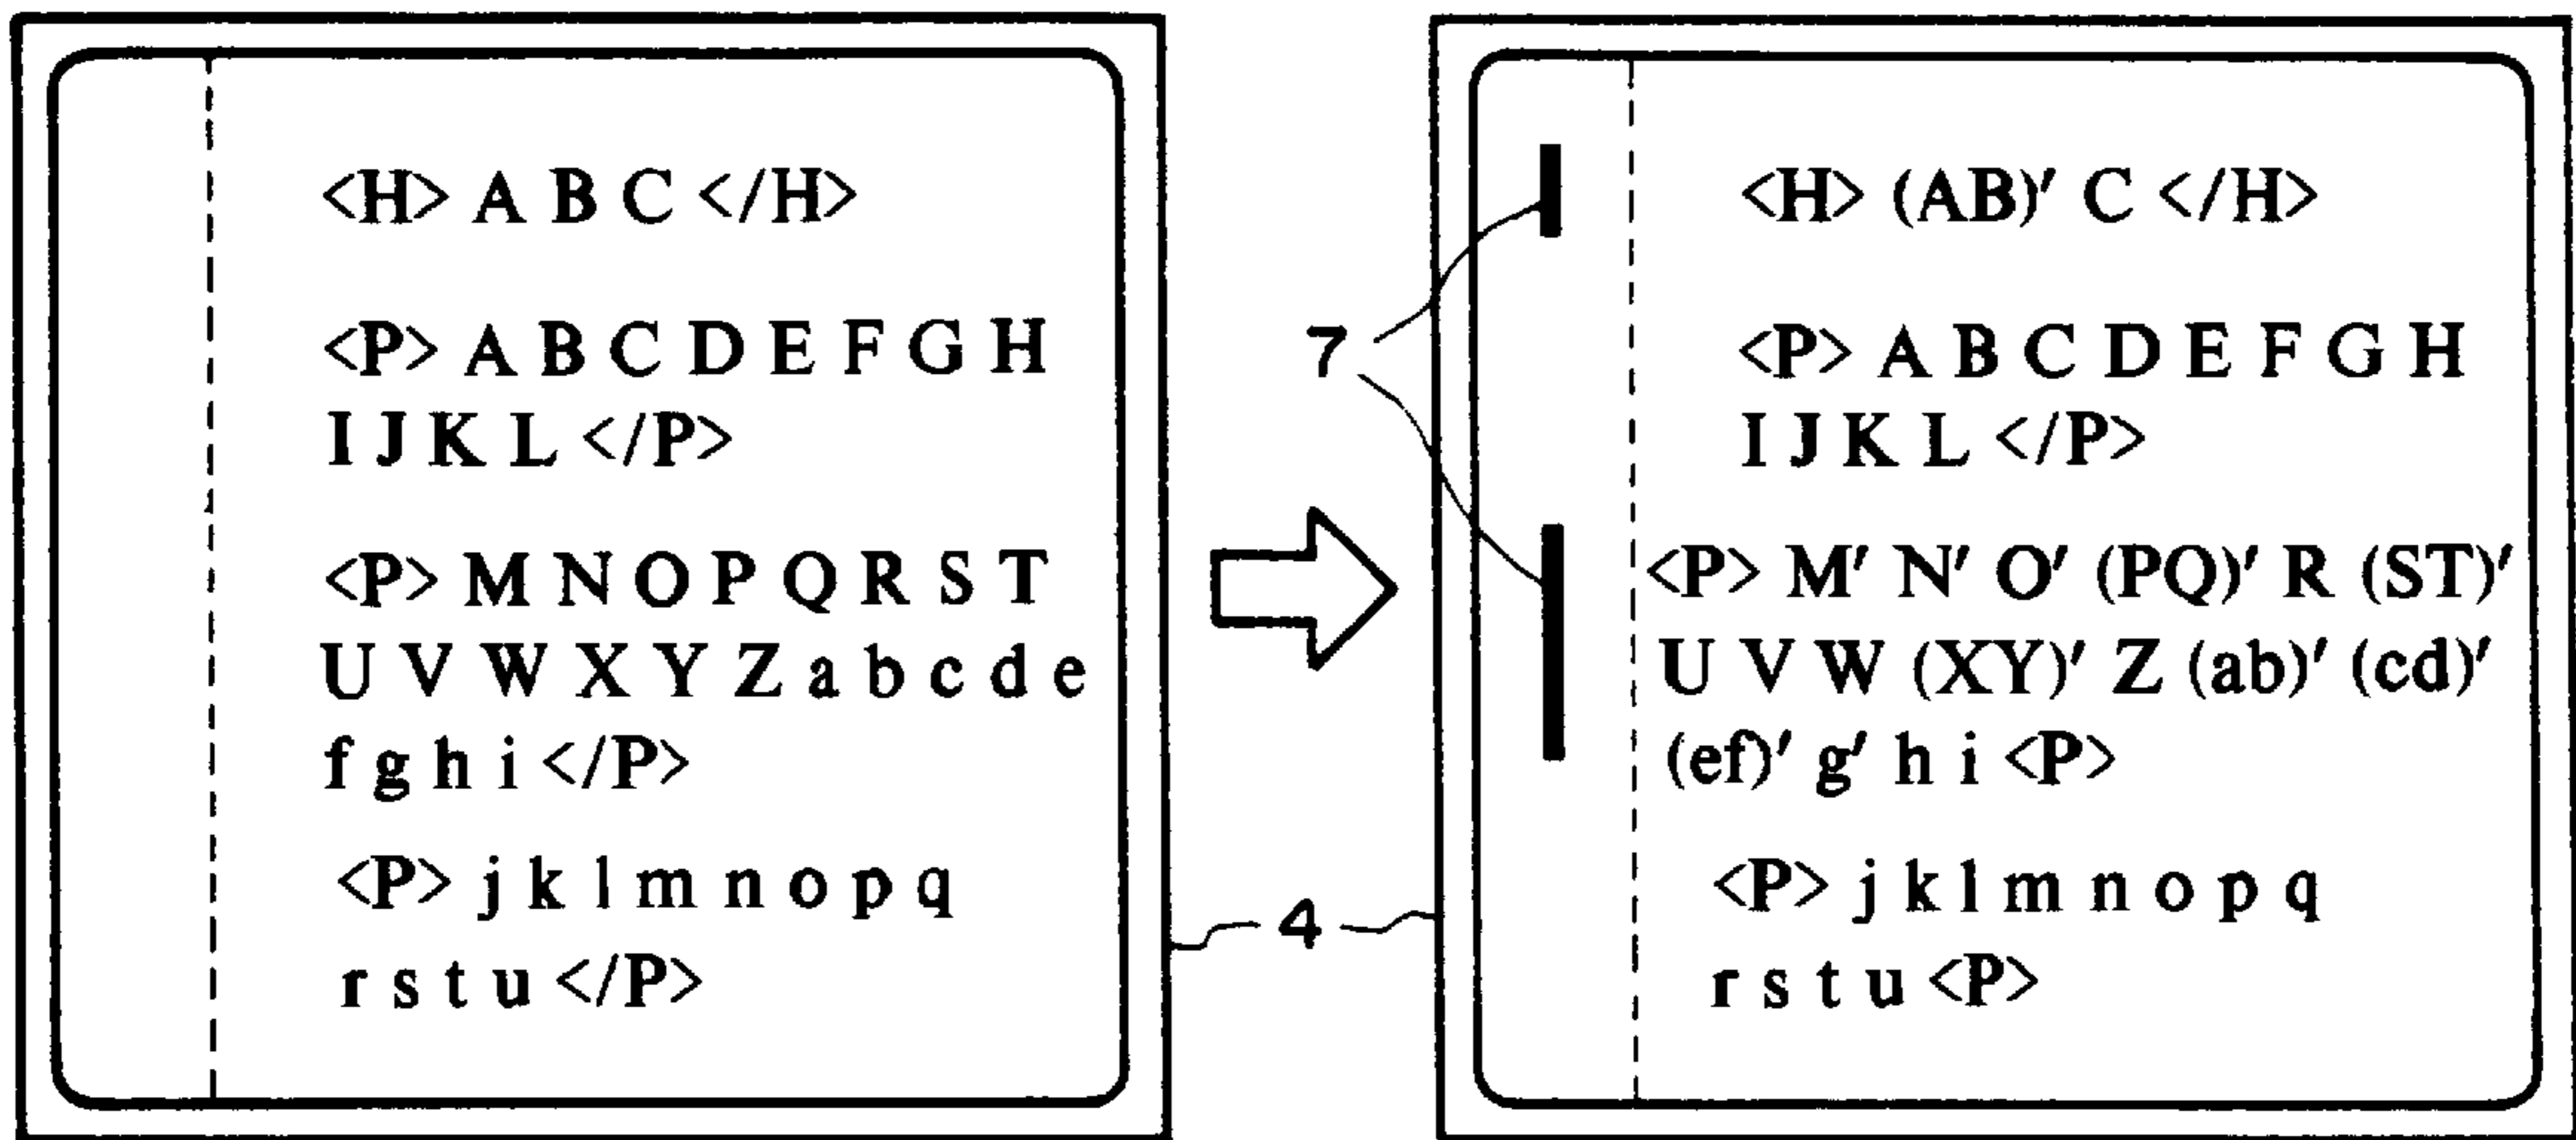 <H> A B C </H>
<P> A B C D E F G H
I J K L </P>
<P> M N O P Q R S T
U V W X Y Z a b c d e
f g h i </P>
<P> j k l m n o p q
r s t u </P>
7
4
<H> (AB)' C </H>
<P> A B C D E F G H
I J K L </P>
<P> M' N' O' (PQ)' R (ST)'
U V W (XY)' Z (ab)' (cd)'
(ef)' g' h i <P>
<P> j k l m n o p q
r s t u <P>